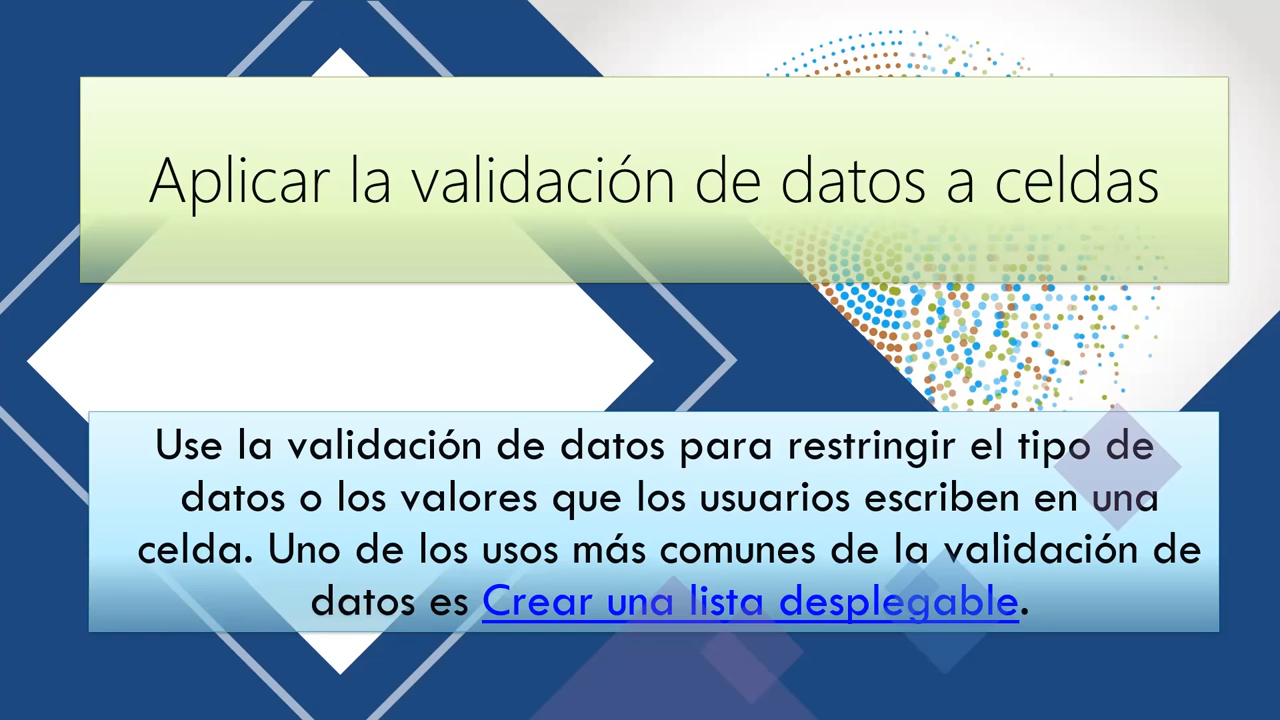 Aplicar la validación de datos a celdas
Use la validación de datos para restringir el tipo de
datos o los valores que los usuarios escriben en una
celda. Uno de los usos más comunes de la validación de
datos es Crear una lista desplegable.